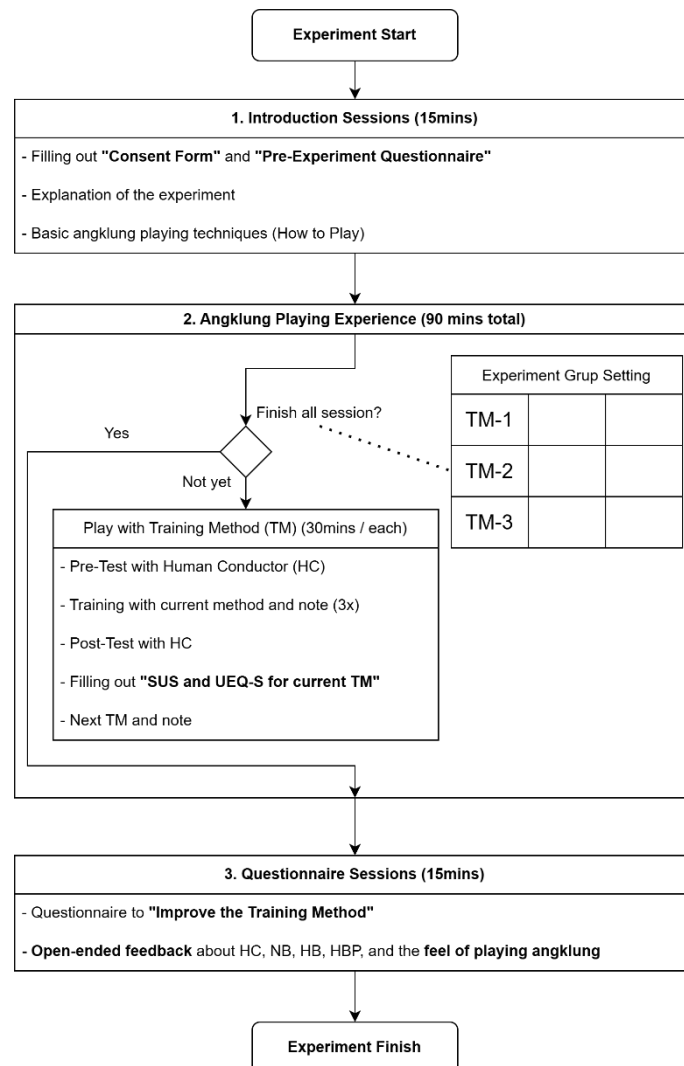 Experiment Start
1. Introduction Sessions (15mins)
- Filling out "Consent Form" and "Pre-Experiment Questionnaire"
- Explanation of the experiment
- Basic angklung playing techniques (How to Play)
2. Angklung Playing Experience (90 mins total)
Experiment Grup Setting
TM-1
TM-2
TM-3
Finish all session?
Yes
Not yet
Play with Training Method (TM) (30mins / each)
- Pre-Test with Human Conductor (HC)
- Training with current method and note (3x)
- Post-Test with HC
- Filling out "SUS and UEQ-S for current TM"
- Next TM and note
3. Questionnaire Sessions (15mins)
- Questionnaire to "Improve the Training Method"
- Open-ended feedback about HC, NB, HB, HBP, and the feel of playing angklung
Experiment Finish